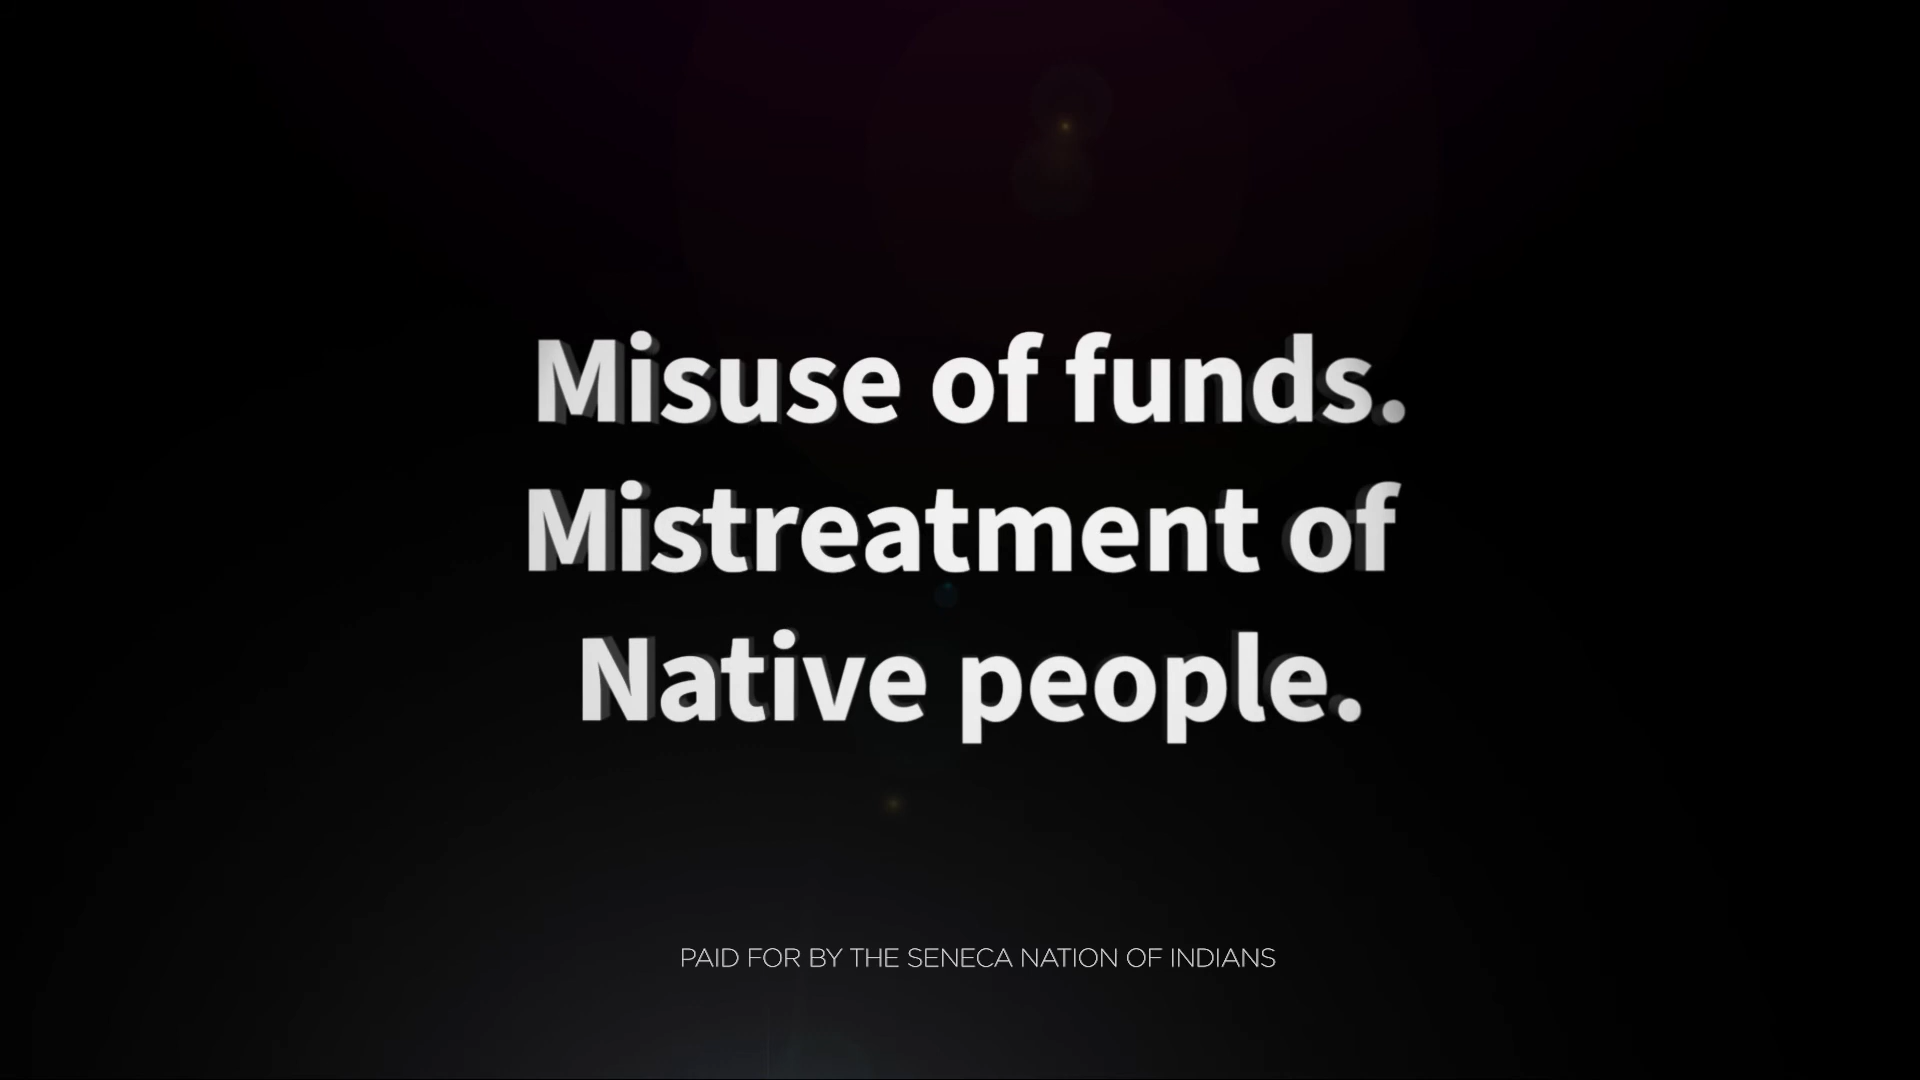 Misuse of funds.
Mistreatment of
Native people.
PAID FOR BY THE SENECA NATION OF INDIANS